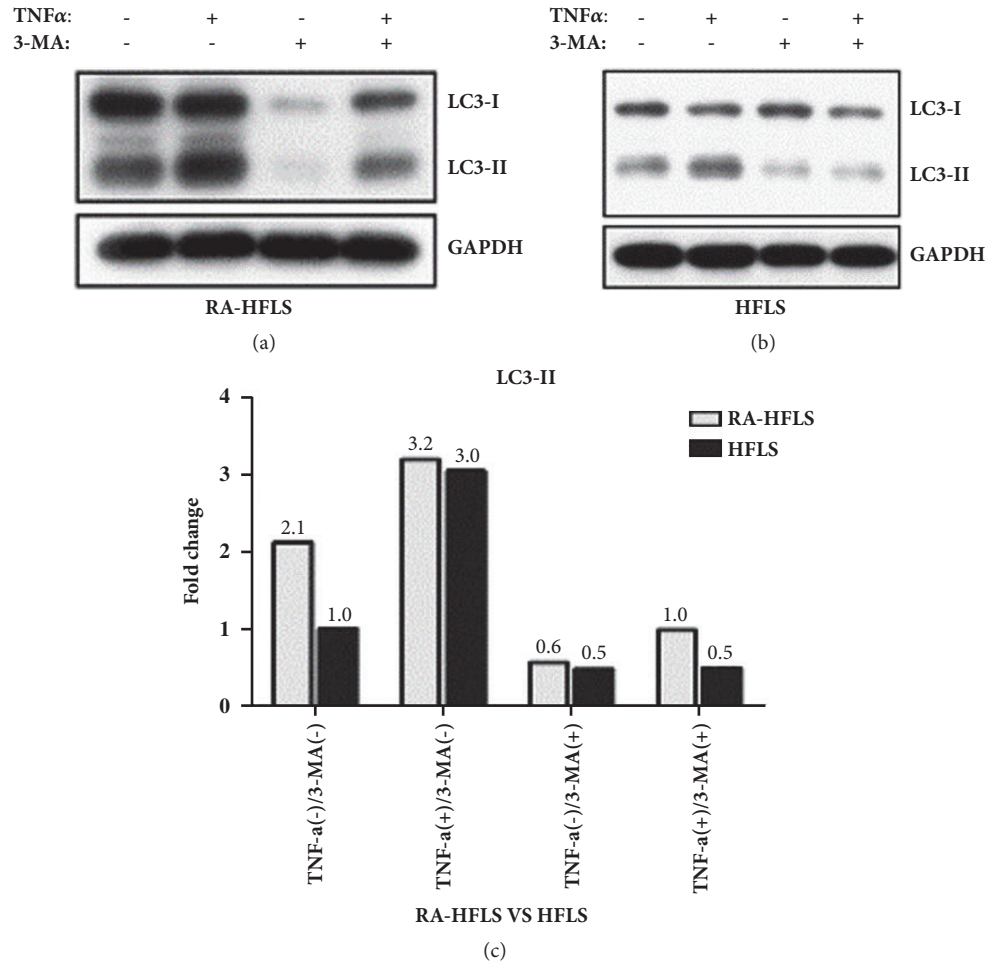 TNFα: - + - +
3-MA: - - + +
LC3-I
LC3-II
GAPDH
RA-HFLS
(a)
TNFα: - + - +
3-MA: - - + +
LC3-I
LC3-II
GAPDH
HFLS
(b)
LC3-II
Fold change
4
3
2
1
0
RA-HFLS
HFLS
2.1
1.0
3.2
3.0
0.6
0.5
1.0
0.5
TNF-a(-)/3-MA(-)
TNF-a(+)/3-MA(-)
TNF-a(-)/3-MA(+)
TNF-a(+)/3-MA(+)
RA-HFLS VS HFLS
(c)